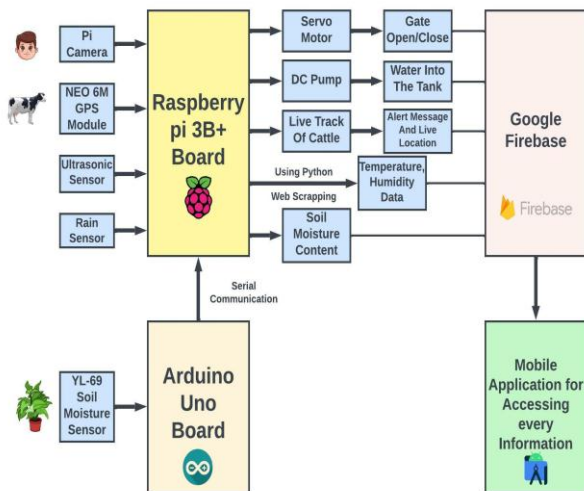 Pi
Camera
NEO 6M
GPS
Module
Ultrasonic
Sensor
Rain
Sensor
Raspberry
pi 3B+
Board
Servo
Motor
Gate
Open/Close
DC Pump
Water Into
The Tank
Live Track
Of Cattle
Alert Message
And Live
Location
Using Python
Web Scrapping
Temperature,
Humidity
Data
Soil
Moisture
Content
Google
Firebase
Firebase
Serial
Communication
YL-69
Soil
Moisture
Sensor
Arduino
Uno
Board
Mobile
Application for
Accessing
every
Information
AI